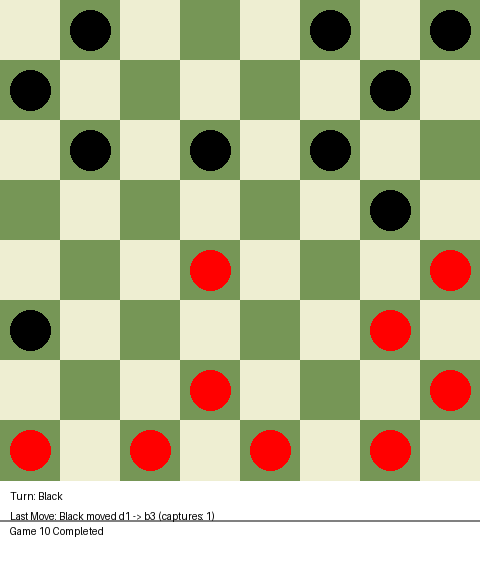 Turn: Black
Last Move: Black moved d1 -> b3 (captures: 1)
Game 10 Completed